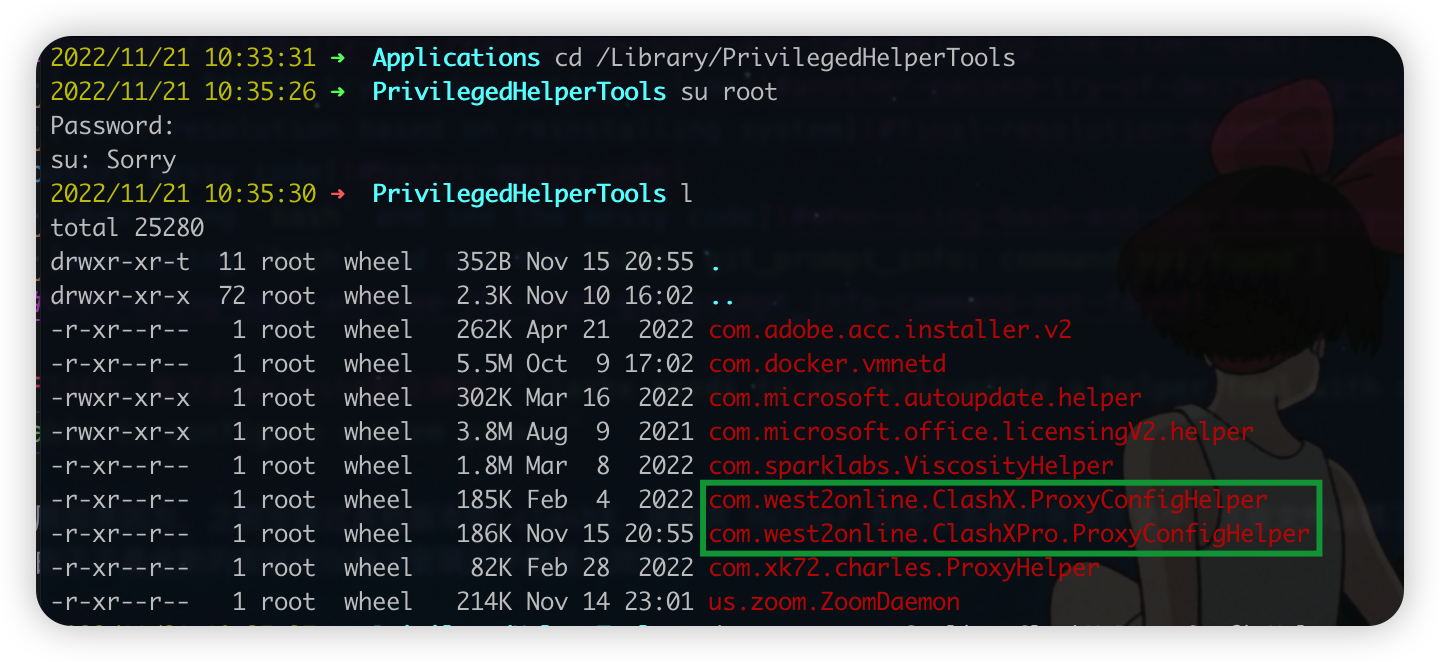 2022/11/21 10:33:31 → Applications cd /Library/PrivilegedHelperTools
2022/11/21 10:35:26 → PrivilegedHelperTools su root
Password:
su: Sorry
2022/11/21 10:35:30 → PrivilegedHelperTools l
total 25280
drwxr-xr-t 11 root wheel 352B Nov 15 20:55 .
drwxr-xr-x 72 root wheel 2.3K Nov 10 16:02 ..
-r-xr--r-- 1 root wheel 262K Apr 21 2022 com.adobe.acc.installer.v2
-r-xr--r-- 1 root wheel 5.5M Oct 9 17:02 com.docker.vmnetd
-rwxr-xr-x 1 root wheel 302K Mar 16 2022 com.microsoft.autoupdate.helper
-rwxr-xr-x 1 root wheel 3.8M Aug 9 2021 com.microsoft.office.licensingV2.helper
-r-xr--r-- 1 root wheel 1.8M Mar 8 2022 com.sparklabs.ViscosityHelper
-r-xr--r-- 1 root wheel 185K Feb 4 2022 com.west2online.ClashX.ProxyConfigHelper
-r-xr--r-- 1 root wheel 186K Nov 15 20:55 com.west2online.ClashXPro.ProxyConfigHelper
-r-xr--r-- 1 root wheel 82K Feb 28 2022 com.xk72.charles.ProxyHelper
-r-xr--r-- 1 root wheel 214K Nov 14 23:01 us.zoom.ZoomDaemon